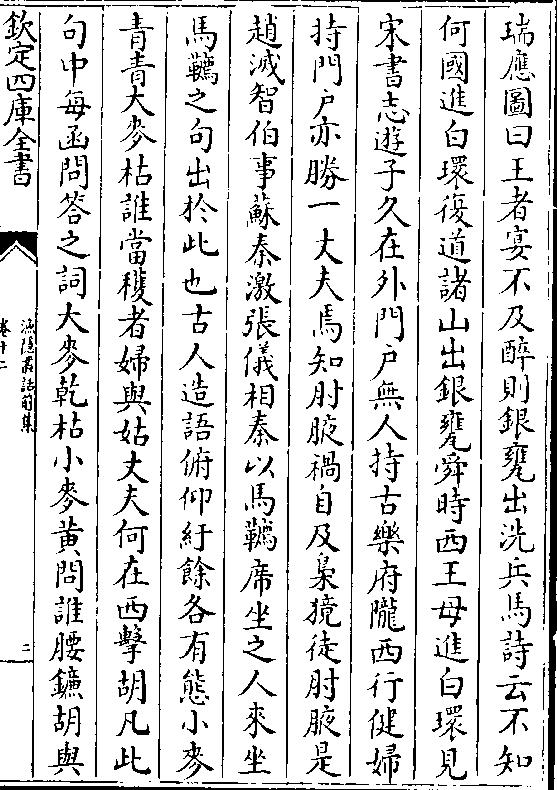 瑞應圖曰王者宴不及醉則銀甕出洗兵馬詩云不知
何國進白環復道諸山出銀甕舜時西王母進白環見
宋書志遊子久在外門户無人持古樂府隴西行健婦
持門户亦勝一丈夫焉知肘腋禍自及梟獍徒肘腋是
趙滅智伯事蘇秦激張儀相秦以馬韉席坐之人來坐
馬韉之句出於此也古人造語俯仰紆餘各有態小麥
青青大麥枯誰當穫者婦與姑丈夫何在西擊胡凡此
句中每函問答之詞大麥乾枯小麥黄問誰腰鐮胡與
欽定四庫全書
漁隱叢話前集
卷十二
二